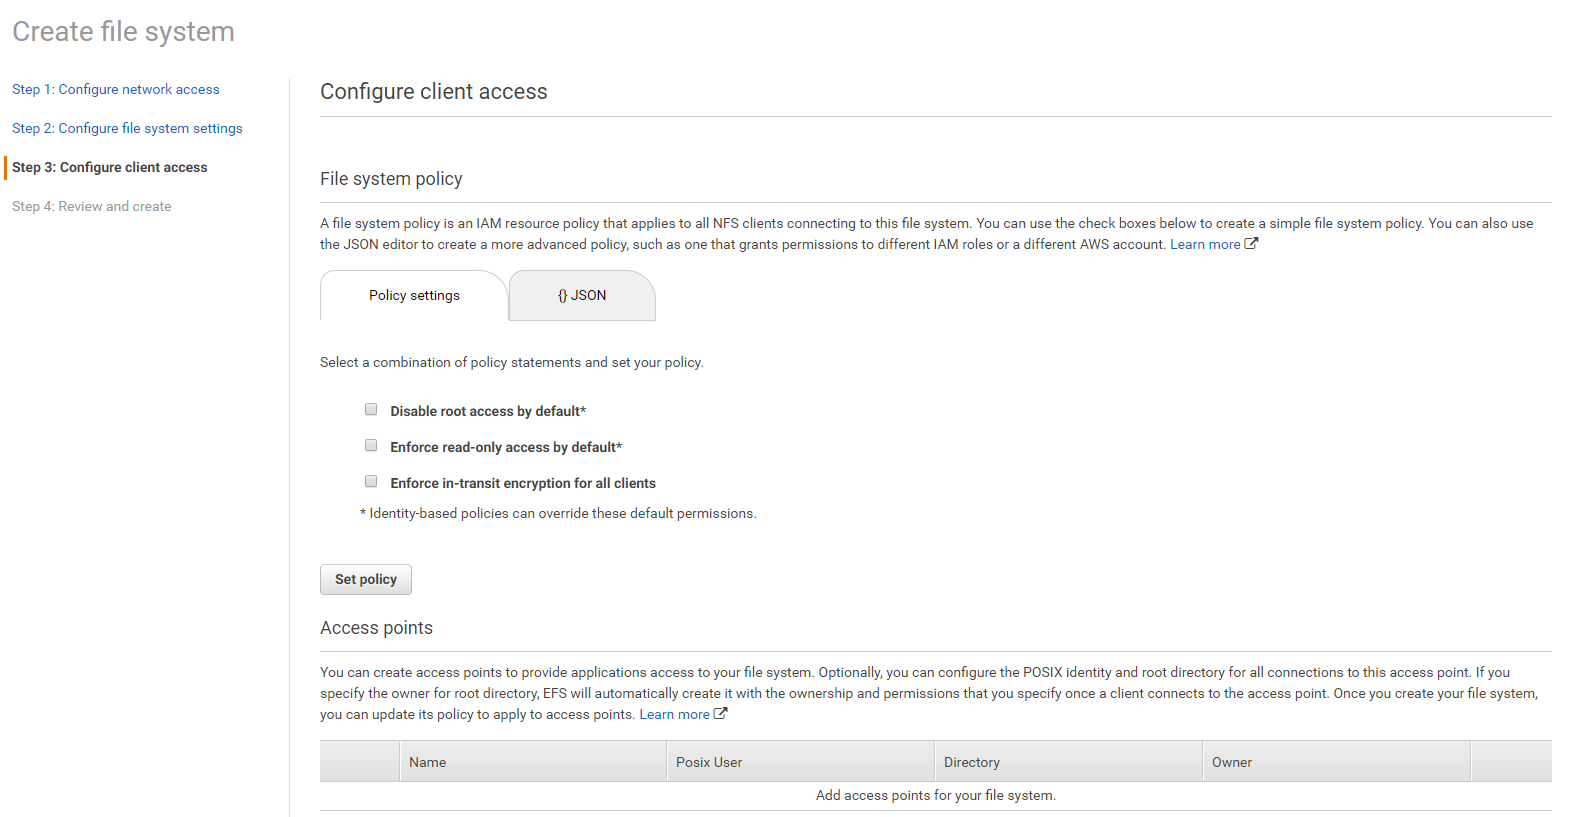 Create file system
Step 1: Configure network access
Step 2: Configure file system settings
Step 3: Configure client access
Step 4: Review and create
Configure client access
File system policy
A file system policy is an IAM resource policy that applies to all NFS clients connecting to this file system. You can use the check boxes below to create a simple file system policy. You can also use
the JSON editor to create a more advanced policy, such as one that grants permissions to different IAM roles or a different AWS account. Learn more
Policy settings
{} JSON
Select a combination of policy statements and set your policy.
Disable root access by default*
Enforce read-only access by default*
Enforce in-transit encryption for all clients
* Identity-based policies can override these default permissions.
Set policy
Access points
You can create access points to provide applications access to your file system. Optionally, you can configure the POSIX identity and root directory for all connections to this access point. If you
specify the owner for root directory, EFS will automatically create it with the ownership and permissions that you specify once a client connects to the access point. Once you create your file system,
you can update its policy to apply to access points. Learn more
Name Posix User Directory Owner
Add access points for your file system.